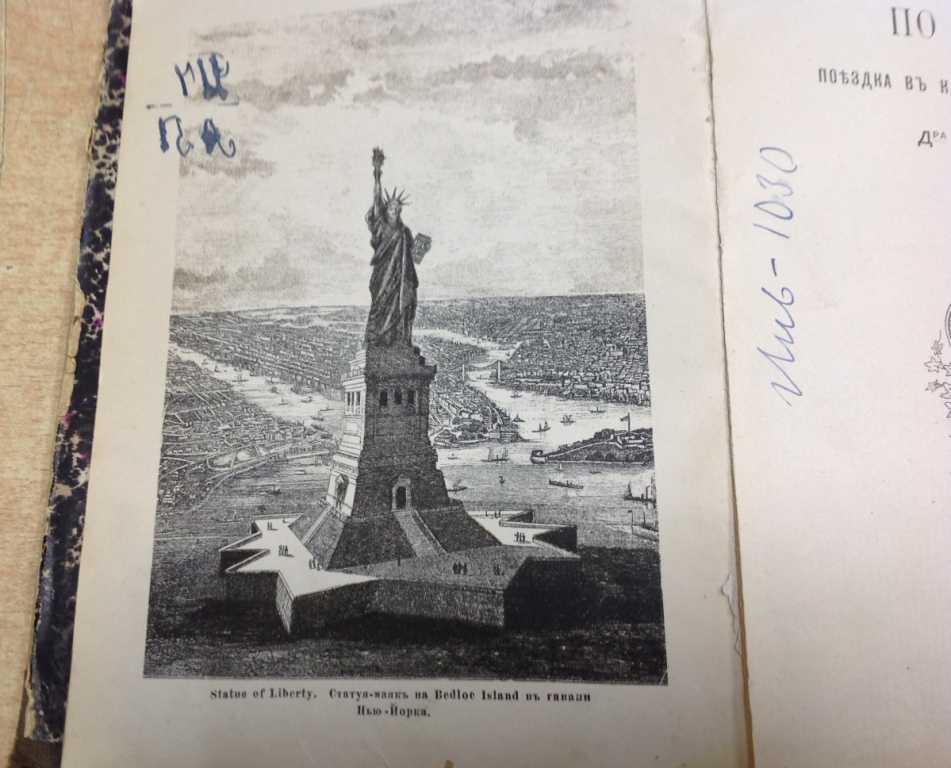 Statue of Liberty. Статуя-маякъ на Bedloe Island въ гавани
Нью-Йорка.
ПО
ПОѢЗДКА ВЪ К
ДРА
Инв-1030